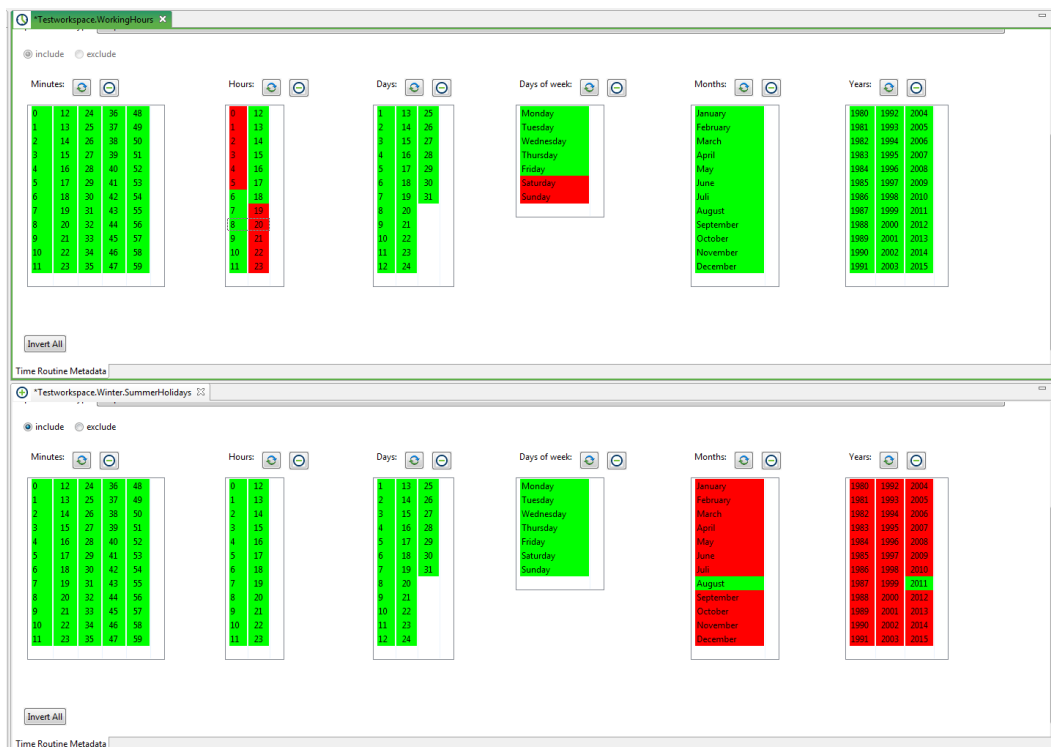 *Testworkspace.WorkingHours
include exclude
Minutes: Hours: Days: Days of week: Months: Years:
0 12 24 36 48 0 12 1 13 25 Monday January 1980 1992 2004
1 13 25 37 49 1 13 2 14 26 Tuesday February 1981 1993 2005
2 14 26 38 50 2 14 3 15 27 Wednesday March 1982 1994 2006
3 15 27 39 51 3 15 4 16 28 Thursday April 1983 1995 2007
4 16 28 40 52 4 16 5 17 29 Friday May 1984 1996 2008
5 17 29 41 53 5 17 6 18 30 Saturday June 1985 1997 2009
6 18 30 42 54 6 18 7 19 31 Sunday Juli 1986 1998 2010
7 19 31 43 55 7 19 8 20 August 1987 1999 2011
8 20 32 44 56 8 20 9 21 September 1988 2000 2012
9 21 33 45 57 9 21 10 22 October 1989 2001 2013
10 22 34 46 58 10 22 11 23 November 1990 2002 2014
11 23 35 47 59 11 23 12 24 December 1991 2003 2015
Invert All
Time Routine Metadata
*Testworkspace.Winter.SummerHolidays
include exclude
Minutes: Hours: Days: Days of week: Months: Years:
0 12 24 36 48 0 12 1 13 25 Monday January 1980 1992 2004
1 13 25 37 49 1 13 2 14 26 Tuesday February 1981 1993 2005
2 14 26 38 50 2 14 3 15 27 Wednesday March 1982 1994 2006
3 15 27 39 51 3 15 4 16 28 Thursday April 1983 1995 2007
4 16 28 40 52 4 16 5 17 29 Friday May 1984 1996 2008
5 17 29 41 53 5 17 6 18 30 Saturday June 1985 1997 2009
6 18 30 42 54 6 18 7 19 31 Sunday Juli 1986 1998 2010
7 19 31 43 55 7 19 8 20 August 1987 1999 2011
8 20 32 44 56 8 20 9 21 September 1988 2000 2012
9 21 33 45 57 9 21 10 22 October 1989 2001 2013
10 22 34 46 58 10 22 11 23 November 1990 2002 2014
11 23 35 47 59 11 23 12 24 December 1991 2003 2015
Invert All
Time Routine Metadata